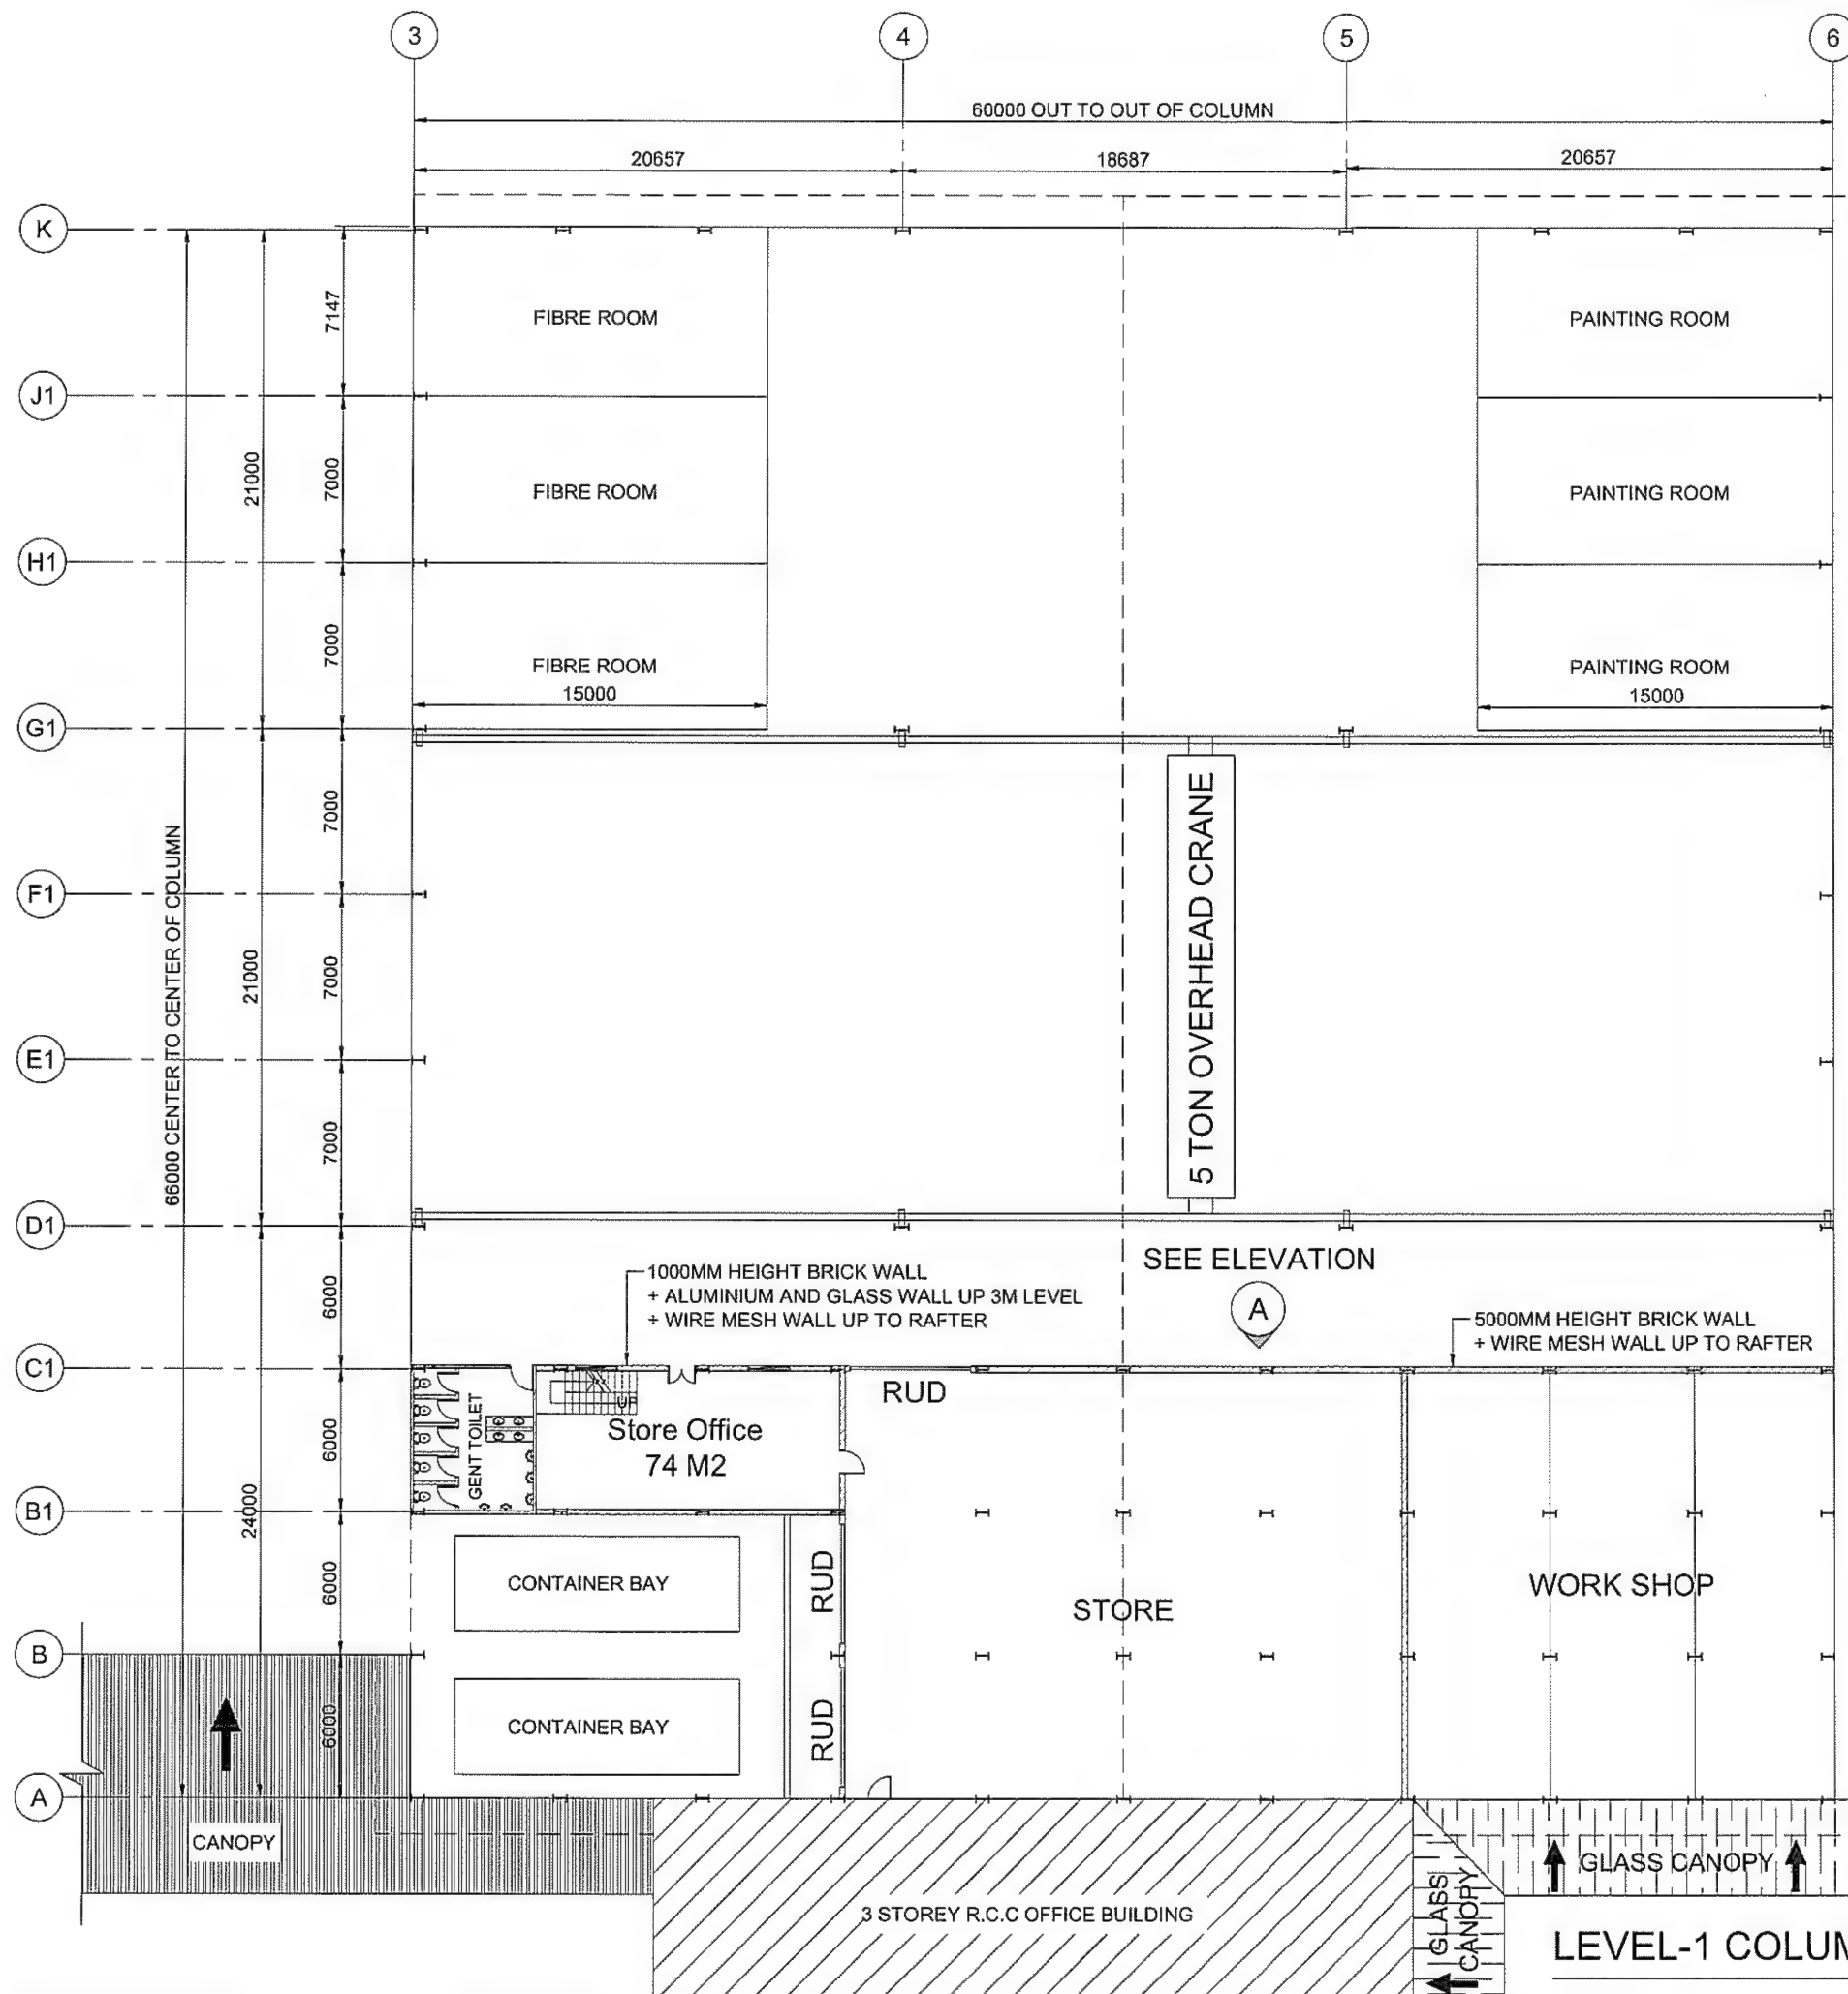 3
4
5
6
60000 OUT TO OUT OF COLUMN
20657
18687
20657
K
7147
FIBRE ROOM
PAINTING ROOM
J1
21000
7000
FIBRE ROOM
PAINTING ROOM
H1
7000
FIBRE ROOM
15000
PAINTING ROOM
15000
G1
7000
5 TON OVERHEAD CRANE
F1
66000 CENTER TO CENTER OF COLUMN
21000
7000
E1
7000
D1
SEE ELEVATION
A
6000
1000MM HEIGHT BRICK WALL
+ ALUMINIUM AND GLASS WALL UP 3M LEVEL
+ WIRE MESH WALL UP TO RAFTER
5000MM HEIGHT BRICK WALL
+ WIRE MESH WALL UP TO RAFTER
C1
RUD
UP
6000
GENT TOILET
Store Office
74 M2
B1
24000
6000
CONTAINER BAY
RUD
STORE
WORK SHOP
B
6000
CONTAINER BAY
RUD
A
CANOPY
GLASS CANOPY
3 STOREY R.C.C OFFICE BUILDING
GLASS
CANOPY
LEVEL-1 COLUM